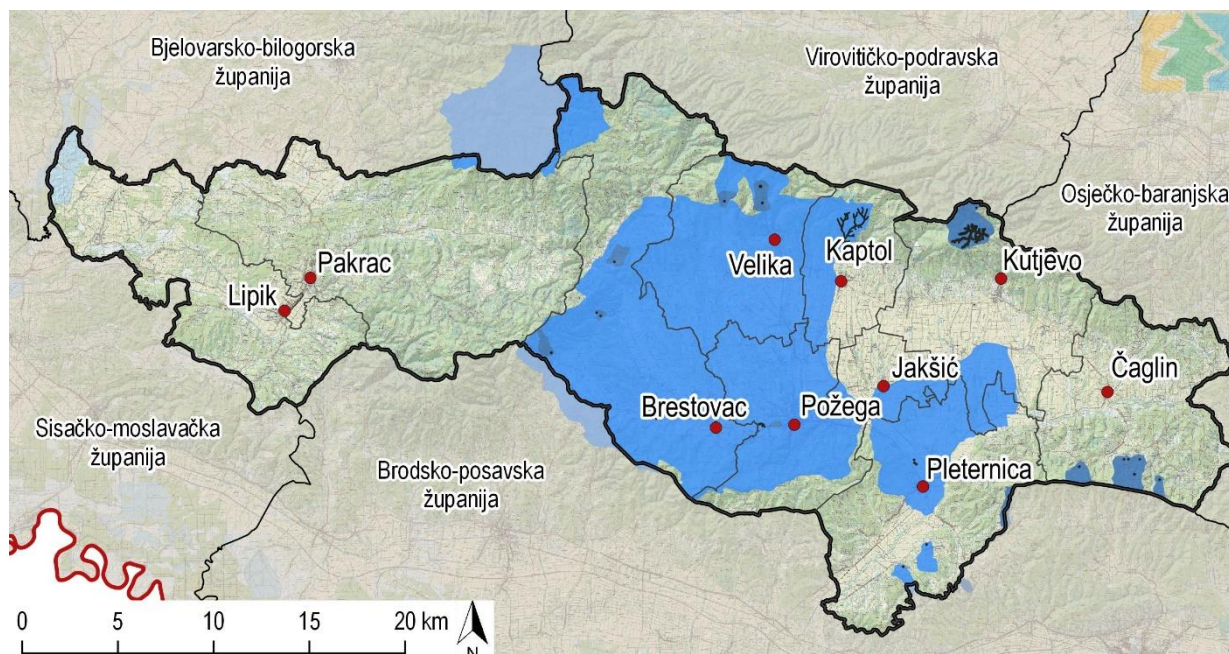 Bjelovarsko-bilogorska
županija
Virovitičko-podravska
županija
Osječko-baranjska
županija
Pakrac
Lipik
Velika
Kaptol
Kutjevo
Jakšić
Čaglin
Brestovac
Požega
Pleternica
Sisačko-moslavačka
županija
Brodsko-posavska
županija
0 5 10 15 20 km
N